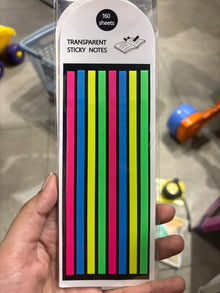 160
sheets
TRANSPARENT
STICKY NOTES